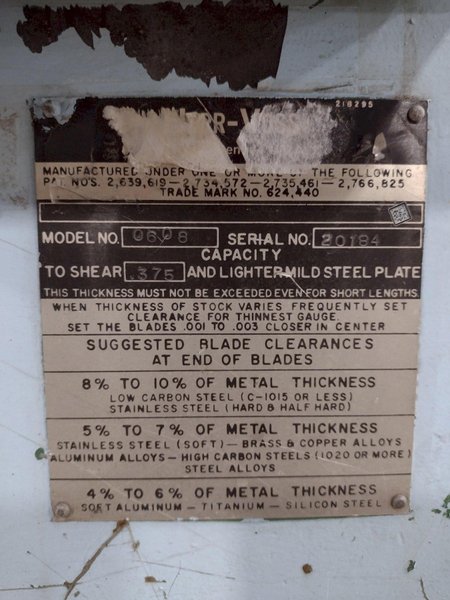 218295
MANUFACTURED UNDER ONE OR MORE OF THE FOLLOWING
PAT. NO'S. 2,639,619—2,734,572—2,735,461—2,766,825
TRADE MARK NO. 624,440
MODEL NO. 0608 SERIAL NO. 20184
CAPACITY
TO SHEAR .375 AND LIGHTER MILD STEEL PLATE
THIS THICKNESS MUST NOT BE EXCEEDED EVEN FOR SHORT LENGTHS
WHEN THICKNESS OF STOCK VARIES FREQUENTLY SET
CLEARANCE FOR THINNEST GAUGE.
SET THE BLADES .001 TO .003 CLOSER IN CENTER
SUGGESTED BLADE CLEARANCES
AT END OF BLADES
8% TO 10% OF METAL THICKNESS
LOW CARBON STEEL (C-1015 OR LESS)
STAINLESS STEEL (HARD & HALF HARD)
5% TO 7% OF METAL THICKNESS
STAINLESS STEEL (SOFT)—BRASS & COPPER ALLOYS
ALUMINUM ALLOYS—HIGH CARBON STEELS (1020 OR MORE)
STEEL ALLOYS
4% TO 6% OF METAL THICKNESS
SOFT ALUMINUM — TITANIUM — SILICON STEEL